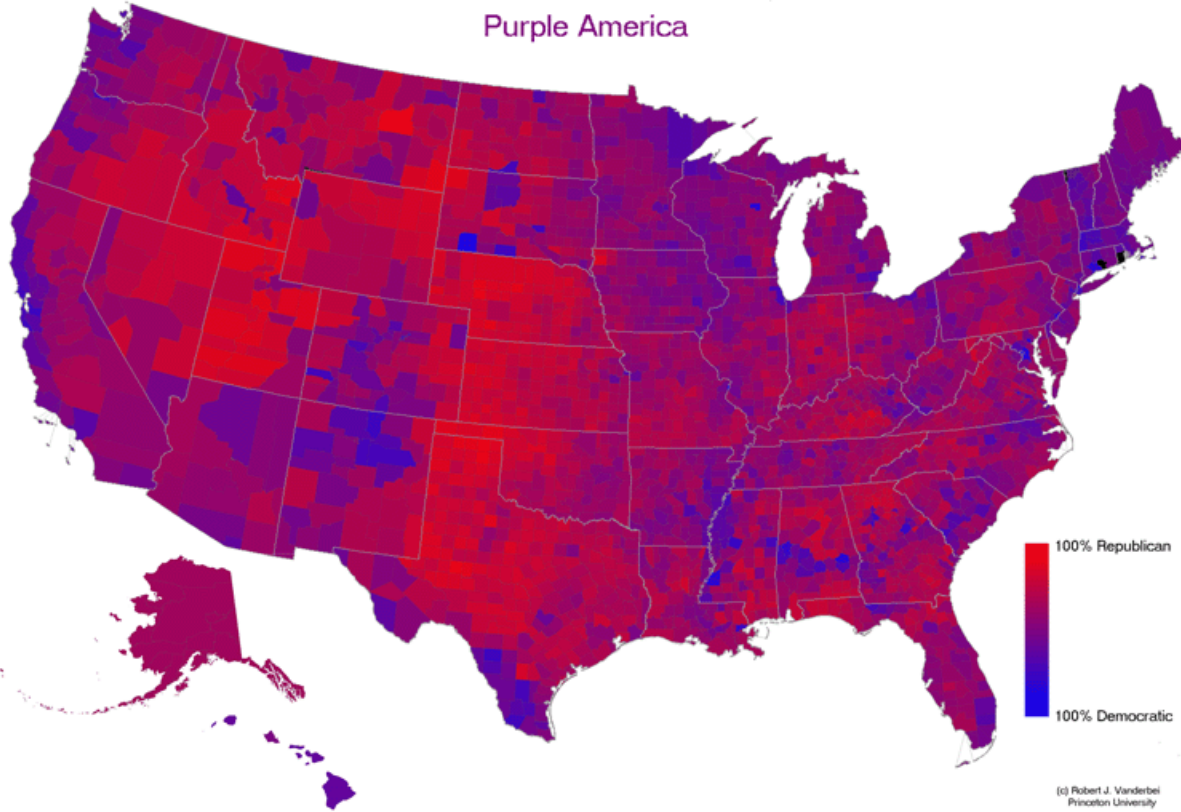 Purple America
100% Republican
100% Democratic
(c) Robert J. Vanderbei
Princeton University